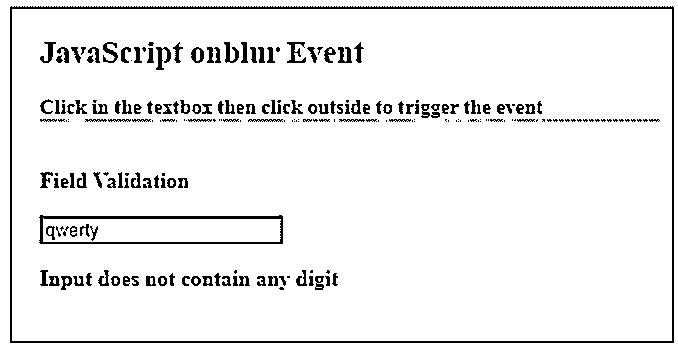 JavaScript onblur Event
Click in the textbox then click outside to trigger the event
Field Validation
qwerty
Input does not contain any digit